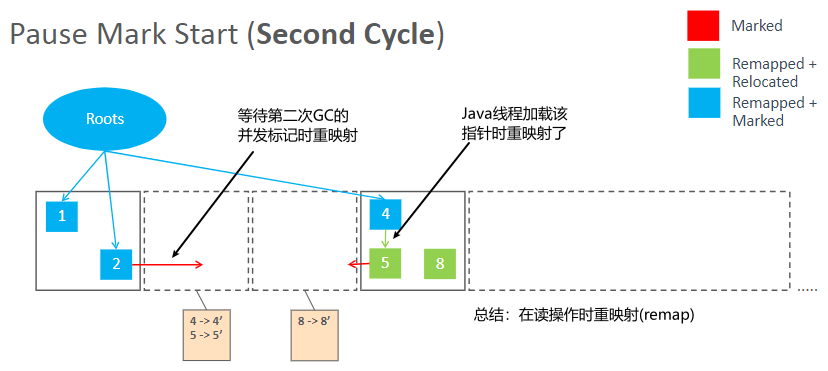 Pause Mark Start (Second Cycle)
Marked
Remapped +
Relocated
Remapped +
Marked
Roots
等待第二次GC的
并发标记时重映射
Java线程加载该
指针时重映射了
1
2
4
5
8
4 -> 4’
5 -> 5’
8 -> 8’
总结：在读操作时重映射(remap)
.....